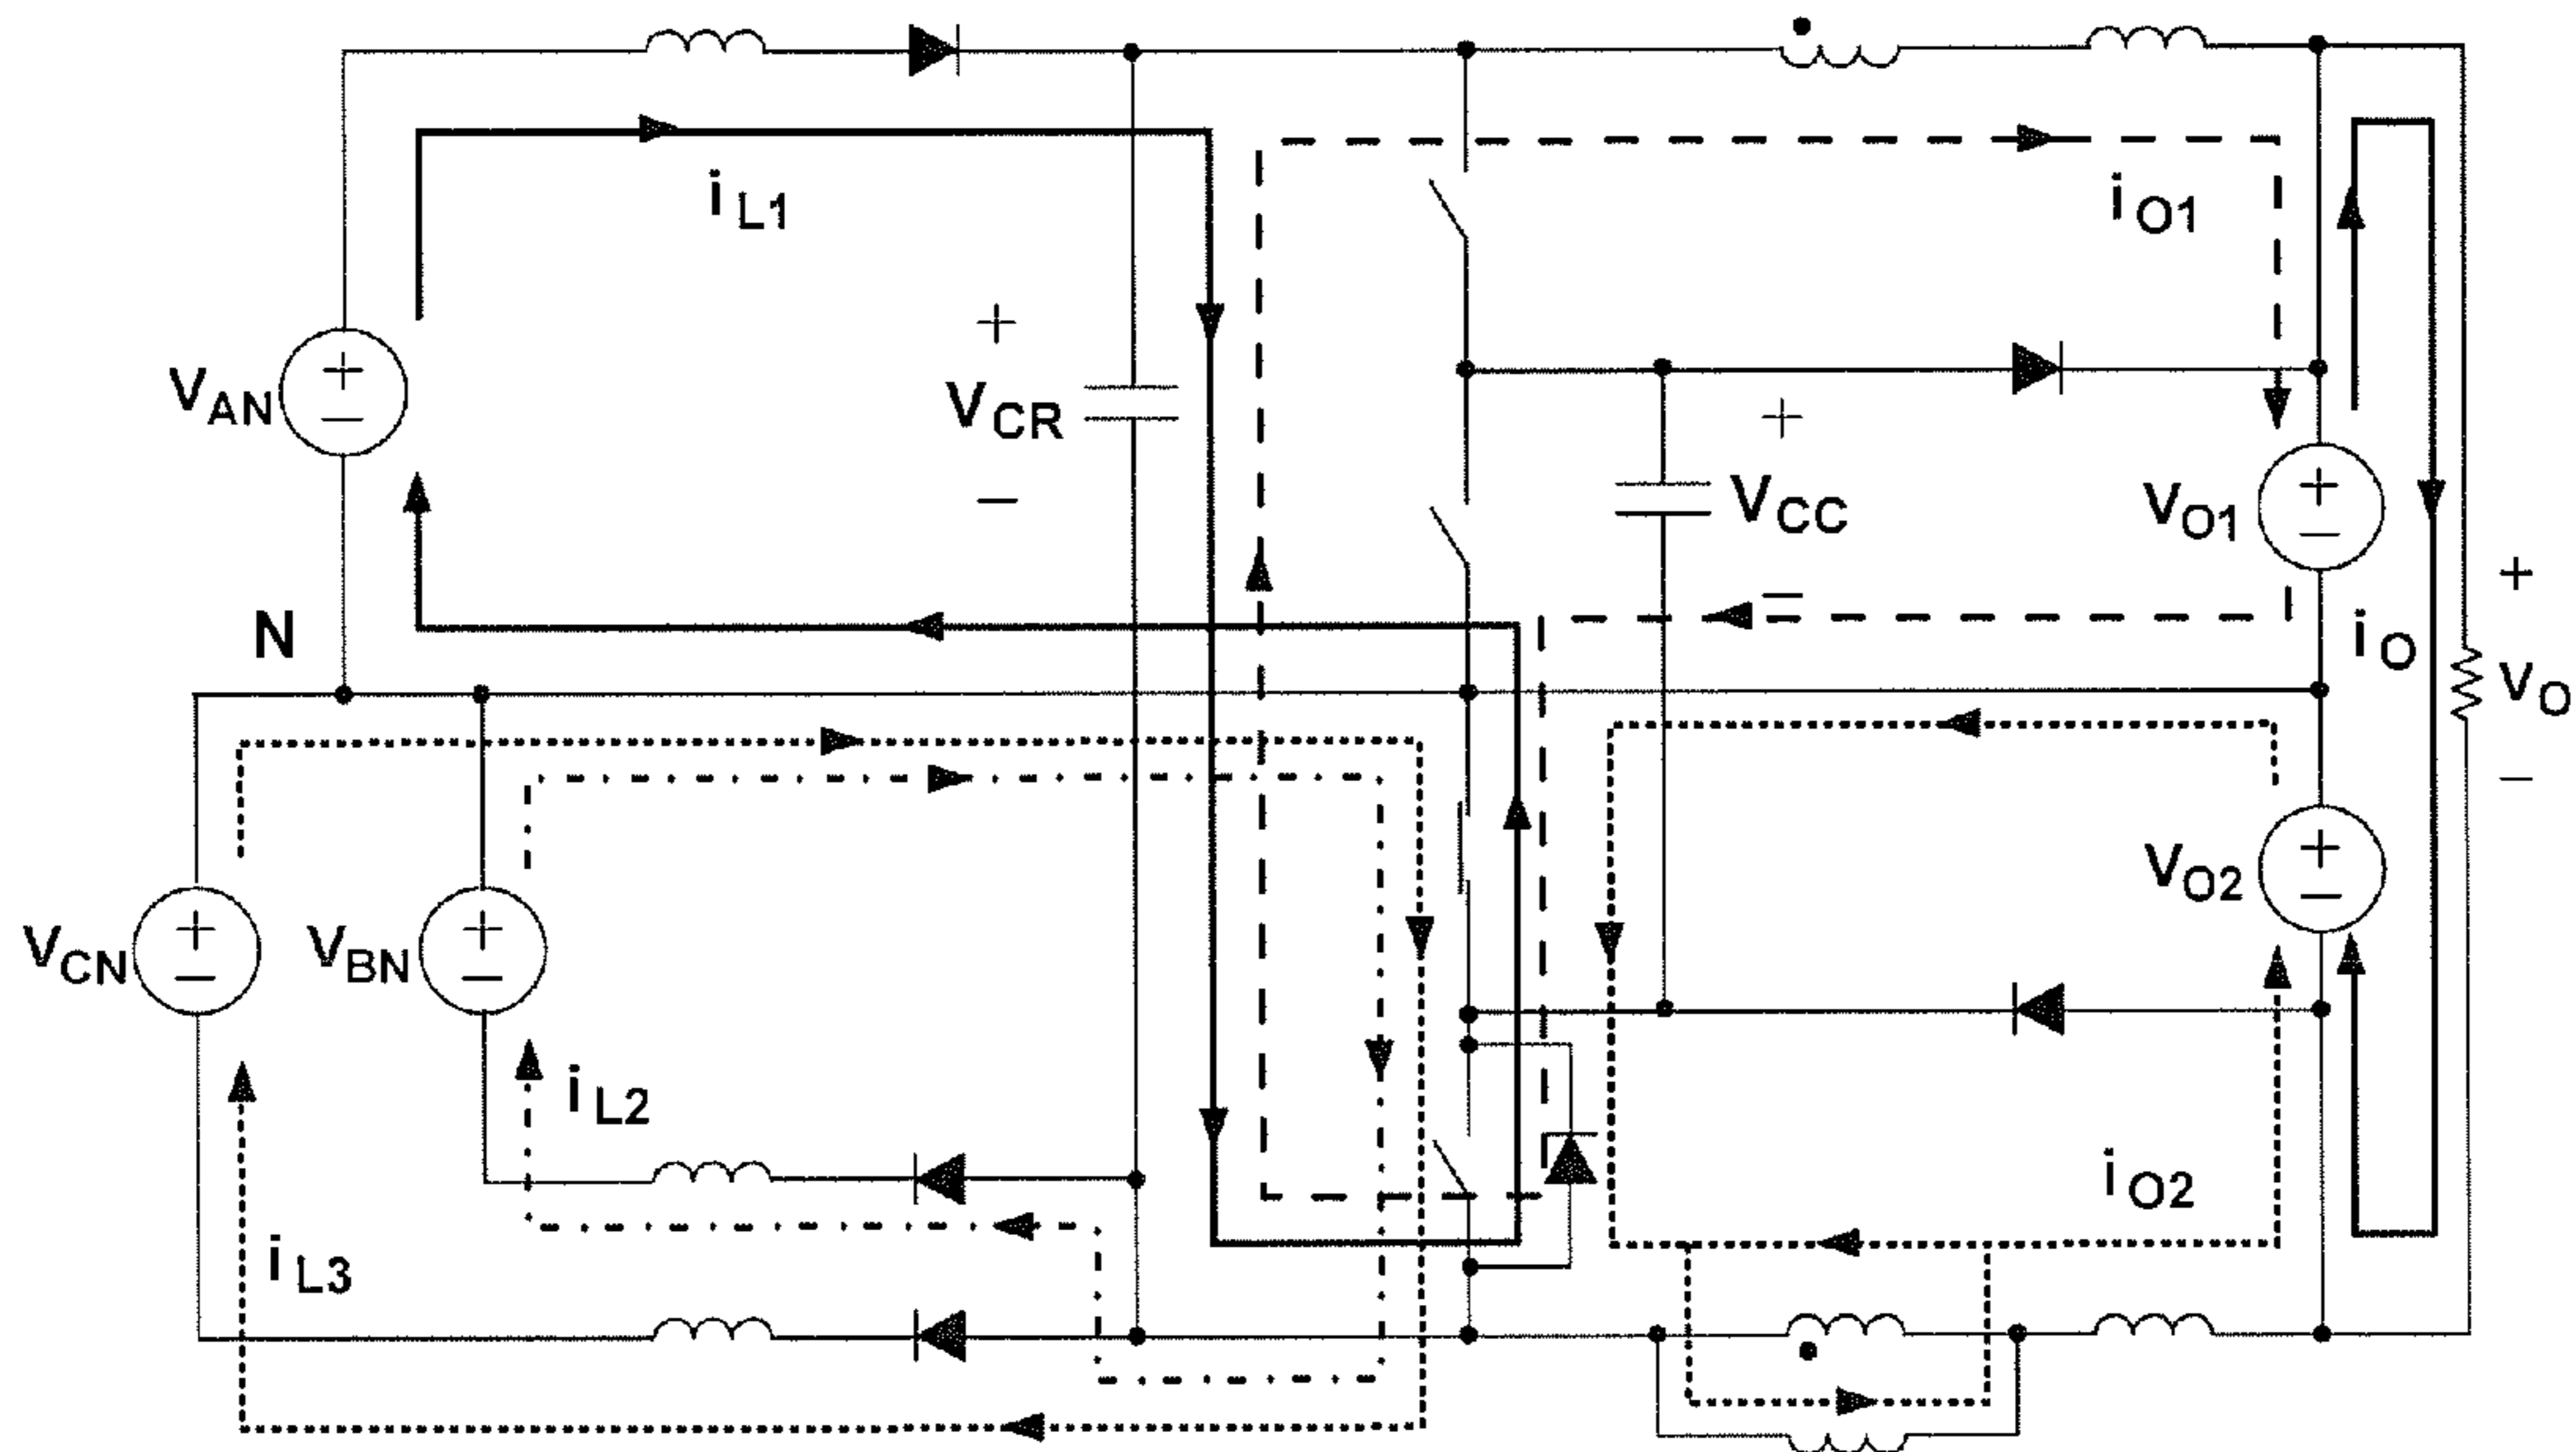 i L1
i O1
+
V AN
+
−
+
V CR
−
+
V CC
−
V O1
+
−
N
i O
+
V O
−
V CN
+
−
V BN
+
−
V O2
+
−
i L2
i O2
i L3